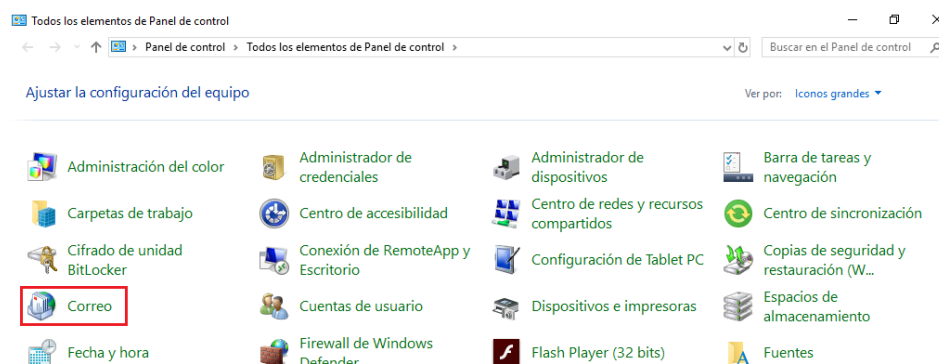 Todos los elementos de Panel de control
Panel de control > Todos los elementos de Panel de control >
Buscar en el Panel de control
Ajustar la configuración del equipo
Ver por: Iconos grandes
Administración del color
Administrador de
credenciales
Administrador de
dispositivos
Barra de tareas y
navegación
Carpetas de trabajo
Centro de accesibilidad
Centro de redes y recursos
compartidos
Centro de sincronización
Cifrado de unidad
BitLocker
Conexión de RemoteApp y
Escritorio
Configuración de Tablet PC
Copias de seguridad y
restauración (W...
Correo
Cuentas de usuario
Dispositivos e impresoras
Espacios de
almacenamiento
Fecha y hora
Firewall de Windows
Defender
Flash Player (32 bits)
Fuentes